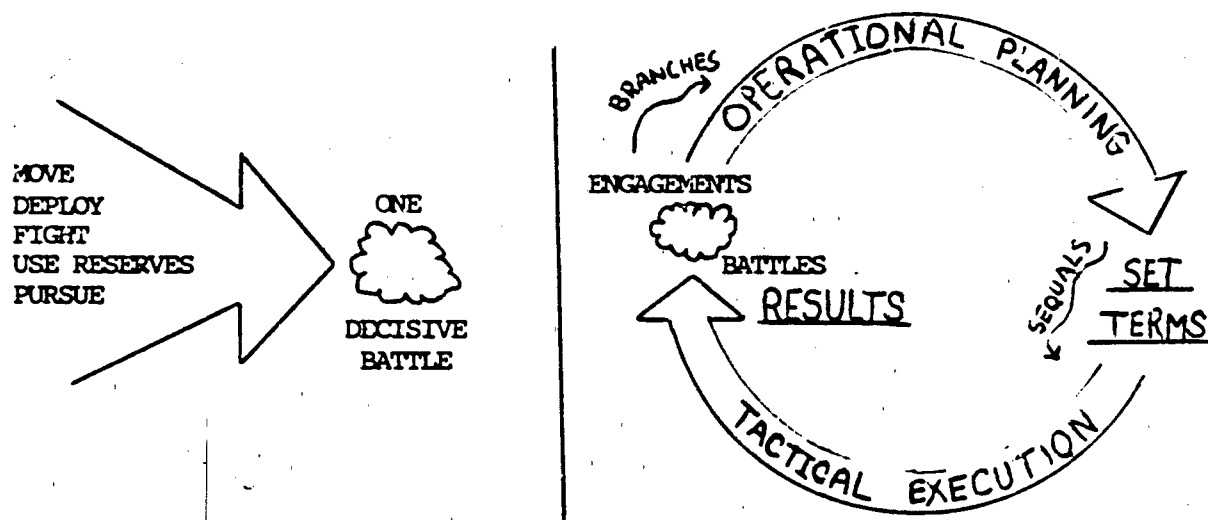 MOVE
DEPLOY
FIGHT
USE RESERVES
PURSUE
ONE
DECISIVE
BATTLE
BRANCHES
OPERATIONAL PLANNING
ENGAGEMENTS
BATTLES
RESULTS
SEQUALS
SET
TERMS
TACTICAL EXECUTION